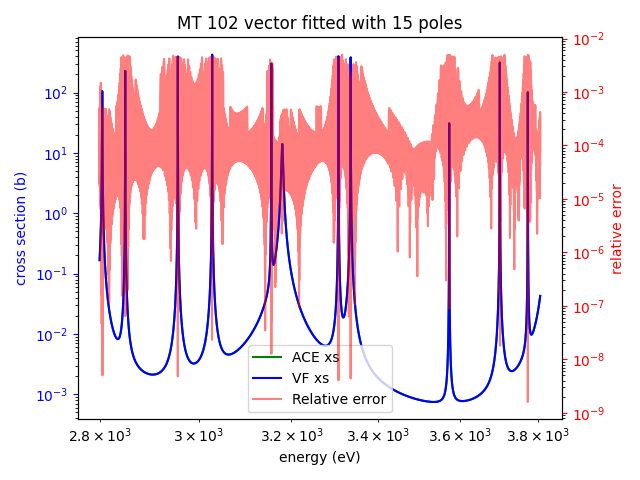 MT 102 vector fitted with 15 poles
10²
10¹
10⁰
10⁻¹
10⁻²
10⁻³
cross section (b)
10⁻²
10⁻³
10⁻⁴
10⁻⁵
10⁻⁶
10⁻⁷
10⁻⁸
10⁻⁹
relative error
ACE xs
VF xs
Relative error
2.8 × 10³ 3 × 10³ 3.2 × 10³ 3.4 × 10³ 3.6 × 10³ 3.8 × 10³
energy (eV)